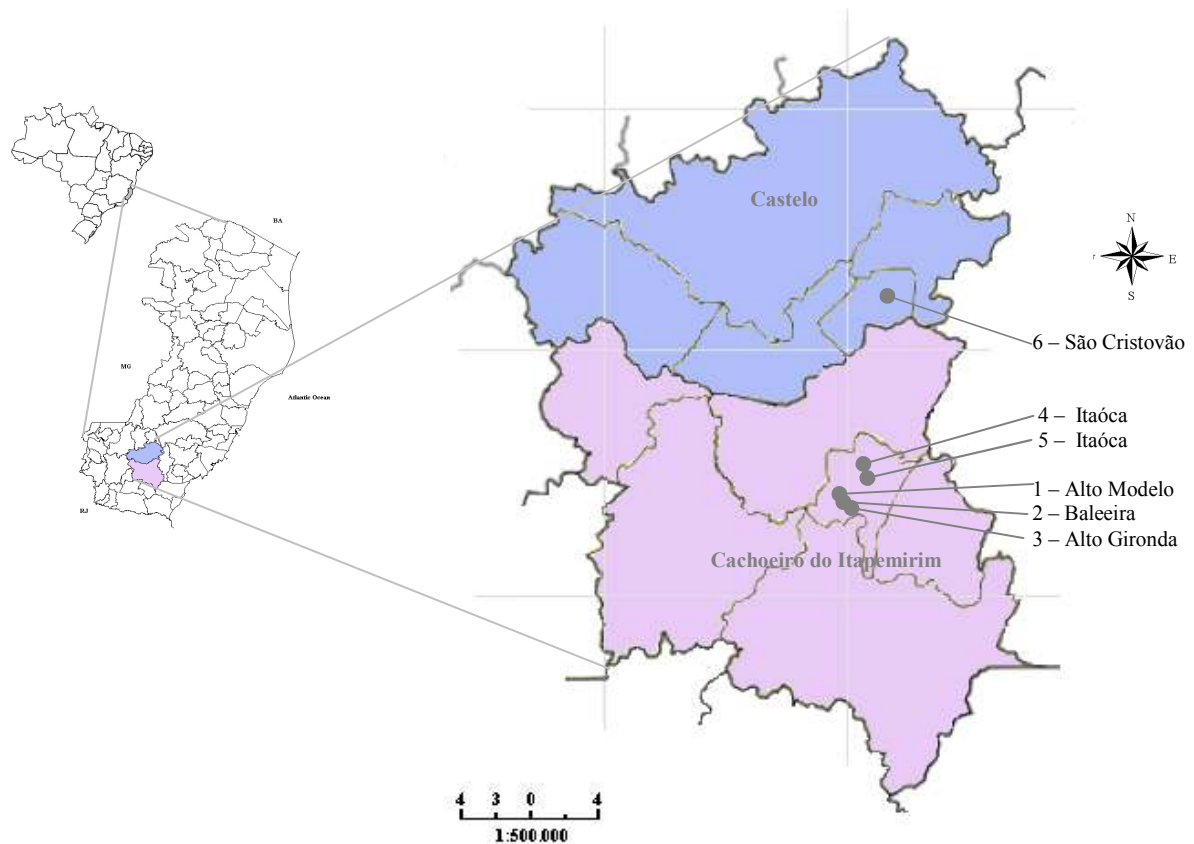 BA
MG
Atlantic Ocean
RJ
Castelo
Cachoeiro do Itapemirim
N
E
S
6 – São Cristovão
4 – Itaóca
5 – Itaóca
1 – Alto Modelo
2 – Baleeira
3 – Alto Gironda
4 3 0 4
1:500.000